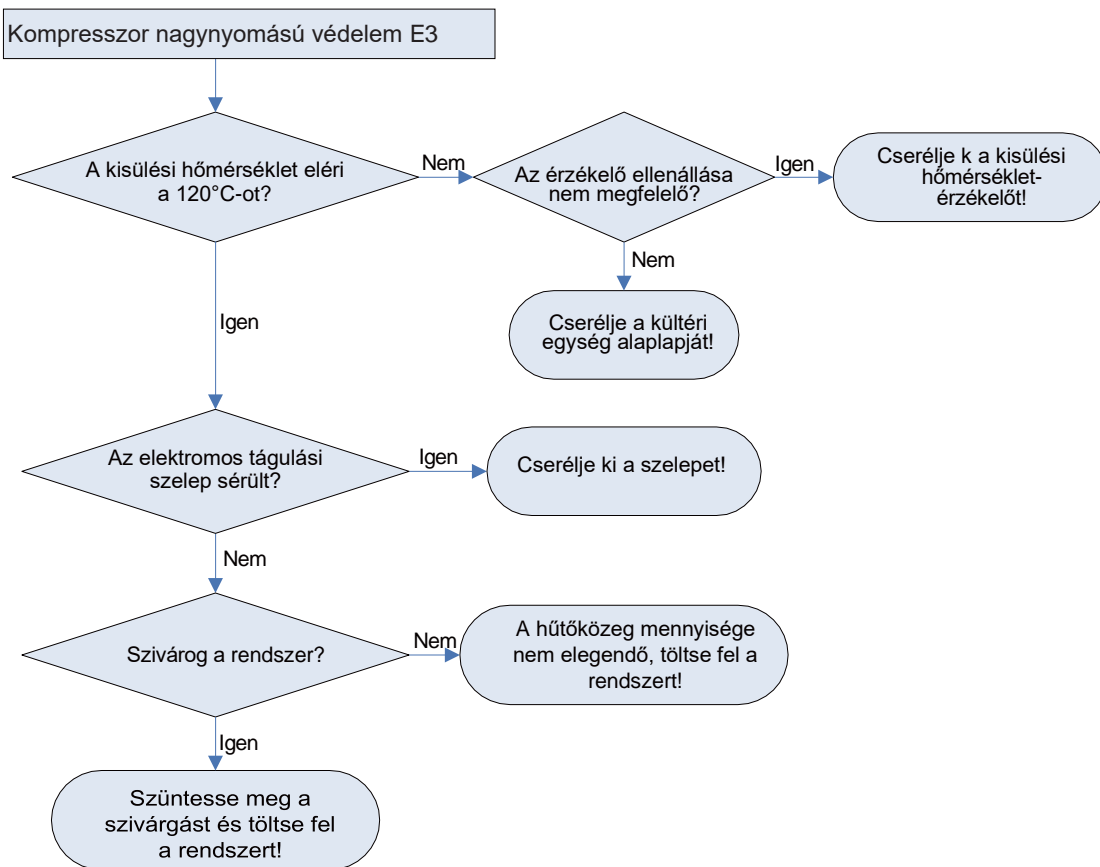 Kompresszor nagynyomású védelem E3
A kisülési hőmérséklet eléri
a 120°C-ot?
Nem
Az érzékelő ellenállása
nem megfelelő?
Igen
Cserélje k a kisülési
hőmérséklet-
érzékelőt!
Nem
Cserélje a kültéri
egység alaplapját!
Igen
Az elektromos tágulási
szelep sérült?
Igen
Cserélje ki a szelepet!
Nem
Szivárog a rendszer?
Nem
A hűtőközeg mennyisége
nem elegendő, töltse fel a
rendszert!
Igen
Szüntesse meg a
szivárgást és töltse fel
a rendszert!